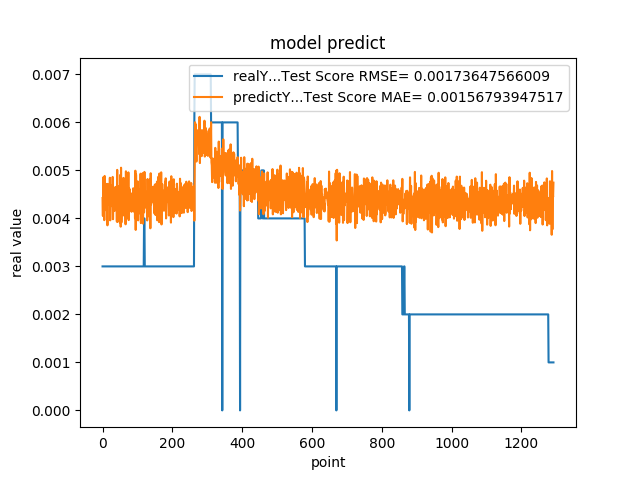 model predict
realY...Test Score RMSE= 0.00173647566009
predictY...Test Score MAE= 0.00156793947517
real value
0.007
0.006
0.005
0.004
0.003
0.002
0.001
0.000
0 200 400 600 800 1000 1200
point